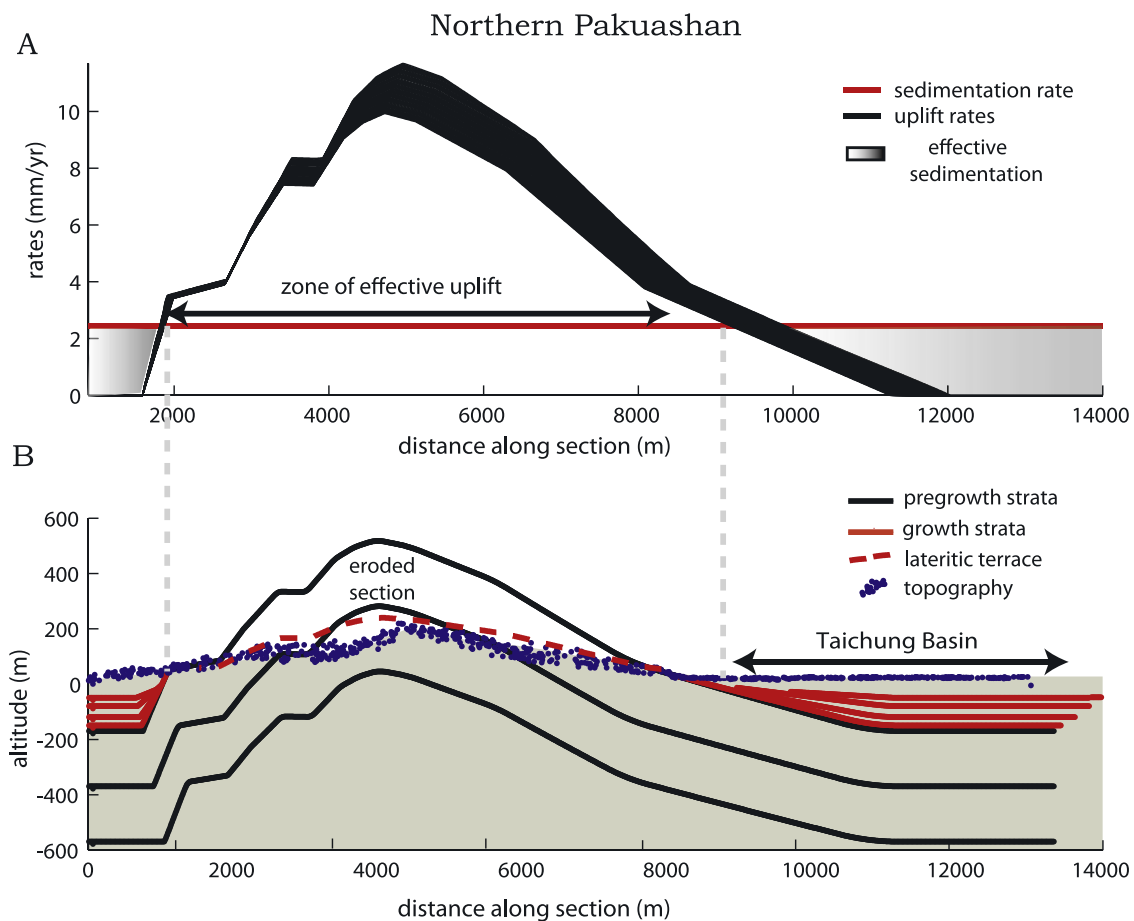 Northern Pakuashan
A
sedimentation rate
uplift rates
effective
sedimentation
10
8
6
4
2
0
rates (mm/yr)
zone of effective uplift
2000 4000 6000 8000 10000 12000 14000
distance along section (m)
B
pregrowth strata
growth strata
lateritic terrace
topography
600
400
200
0
-200
-400
-600
altitude (m)
eroded
section
Taichung Basin
0 2000 4000 6000 8000 10000 12000 14000
distance along section (m)